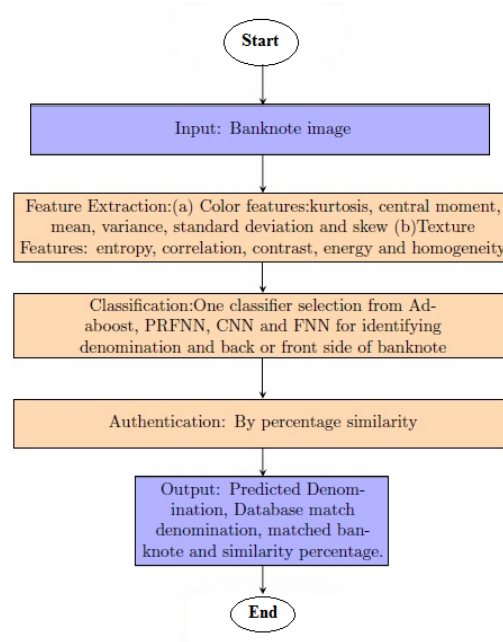 Start
Input: Banknote image
Feature Extraction:(a) Color features:kurtosis, central moment,
mean, variance, standard deviation and skew (b)Texture
Features: entropy, correlation, contrast, energy and homogeneity
Classification:One classifier selection from Ad-
aboost, PRFNN, CNN and FNN for identifying
denomination and back or front side of banknote
Authentication: By percentage similarity
Output: Predicted Denom-
ination, Database match
denomination, matched ban-
knote and similarity percentage.
End